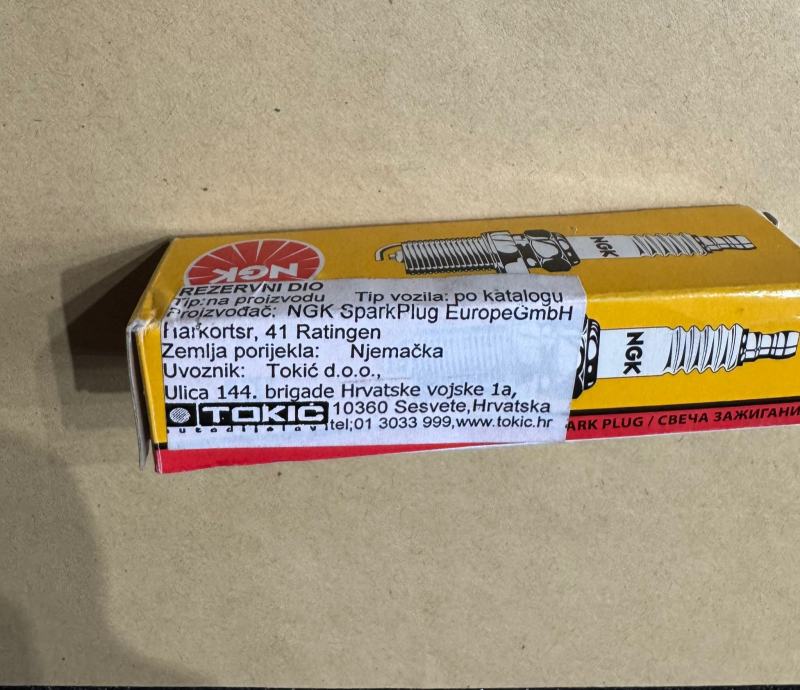 NGK
NGK
NGK
REZERVNI DIO
Tip:na proizvodu Tip vozila: po katalogu
Proizvođač: NGK SparkPlug EuropeGmbH
Harkortsr, 41 Ratingen
Zemlja porijekla: Njemačka
Uvoznik: Tokić d.o.o.,
Ulica 144. brigade Hrvatske vojske 1a,
TOKIĆ 10360 Sesvete,Hrvatska
autodijelovi tel;01 3033 999,www.tokic.hr
ARK PLUG / СВЕЧА ЗАЖИГАНИ